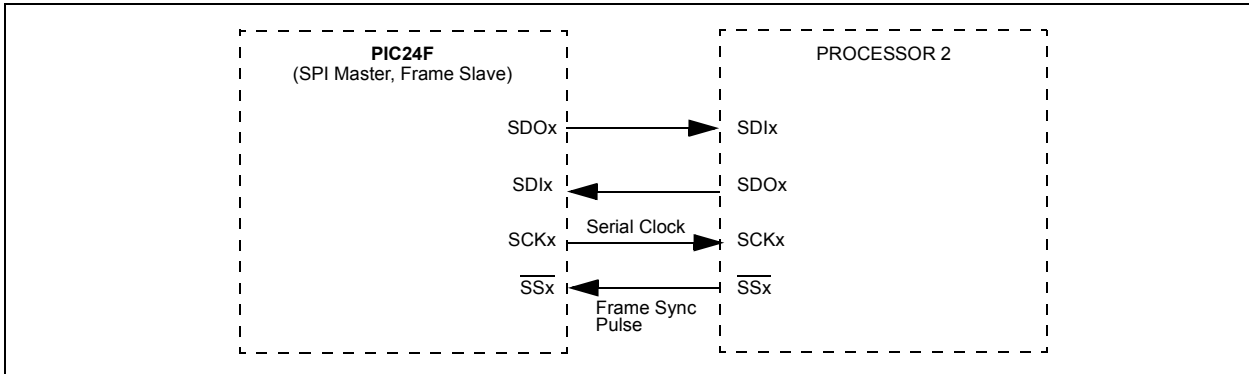 PIC24F
(SPI Master, Frame Slave)
PROCESSOR 2
SDOx
SDIx
SDIx
SDOx
Serial Clock
SCKx
SCKx
SSx
SSx
Frame Sync
Pulse